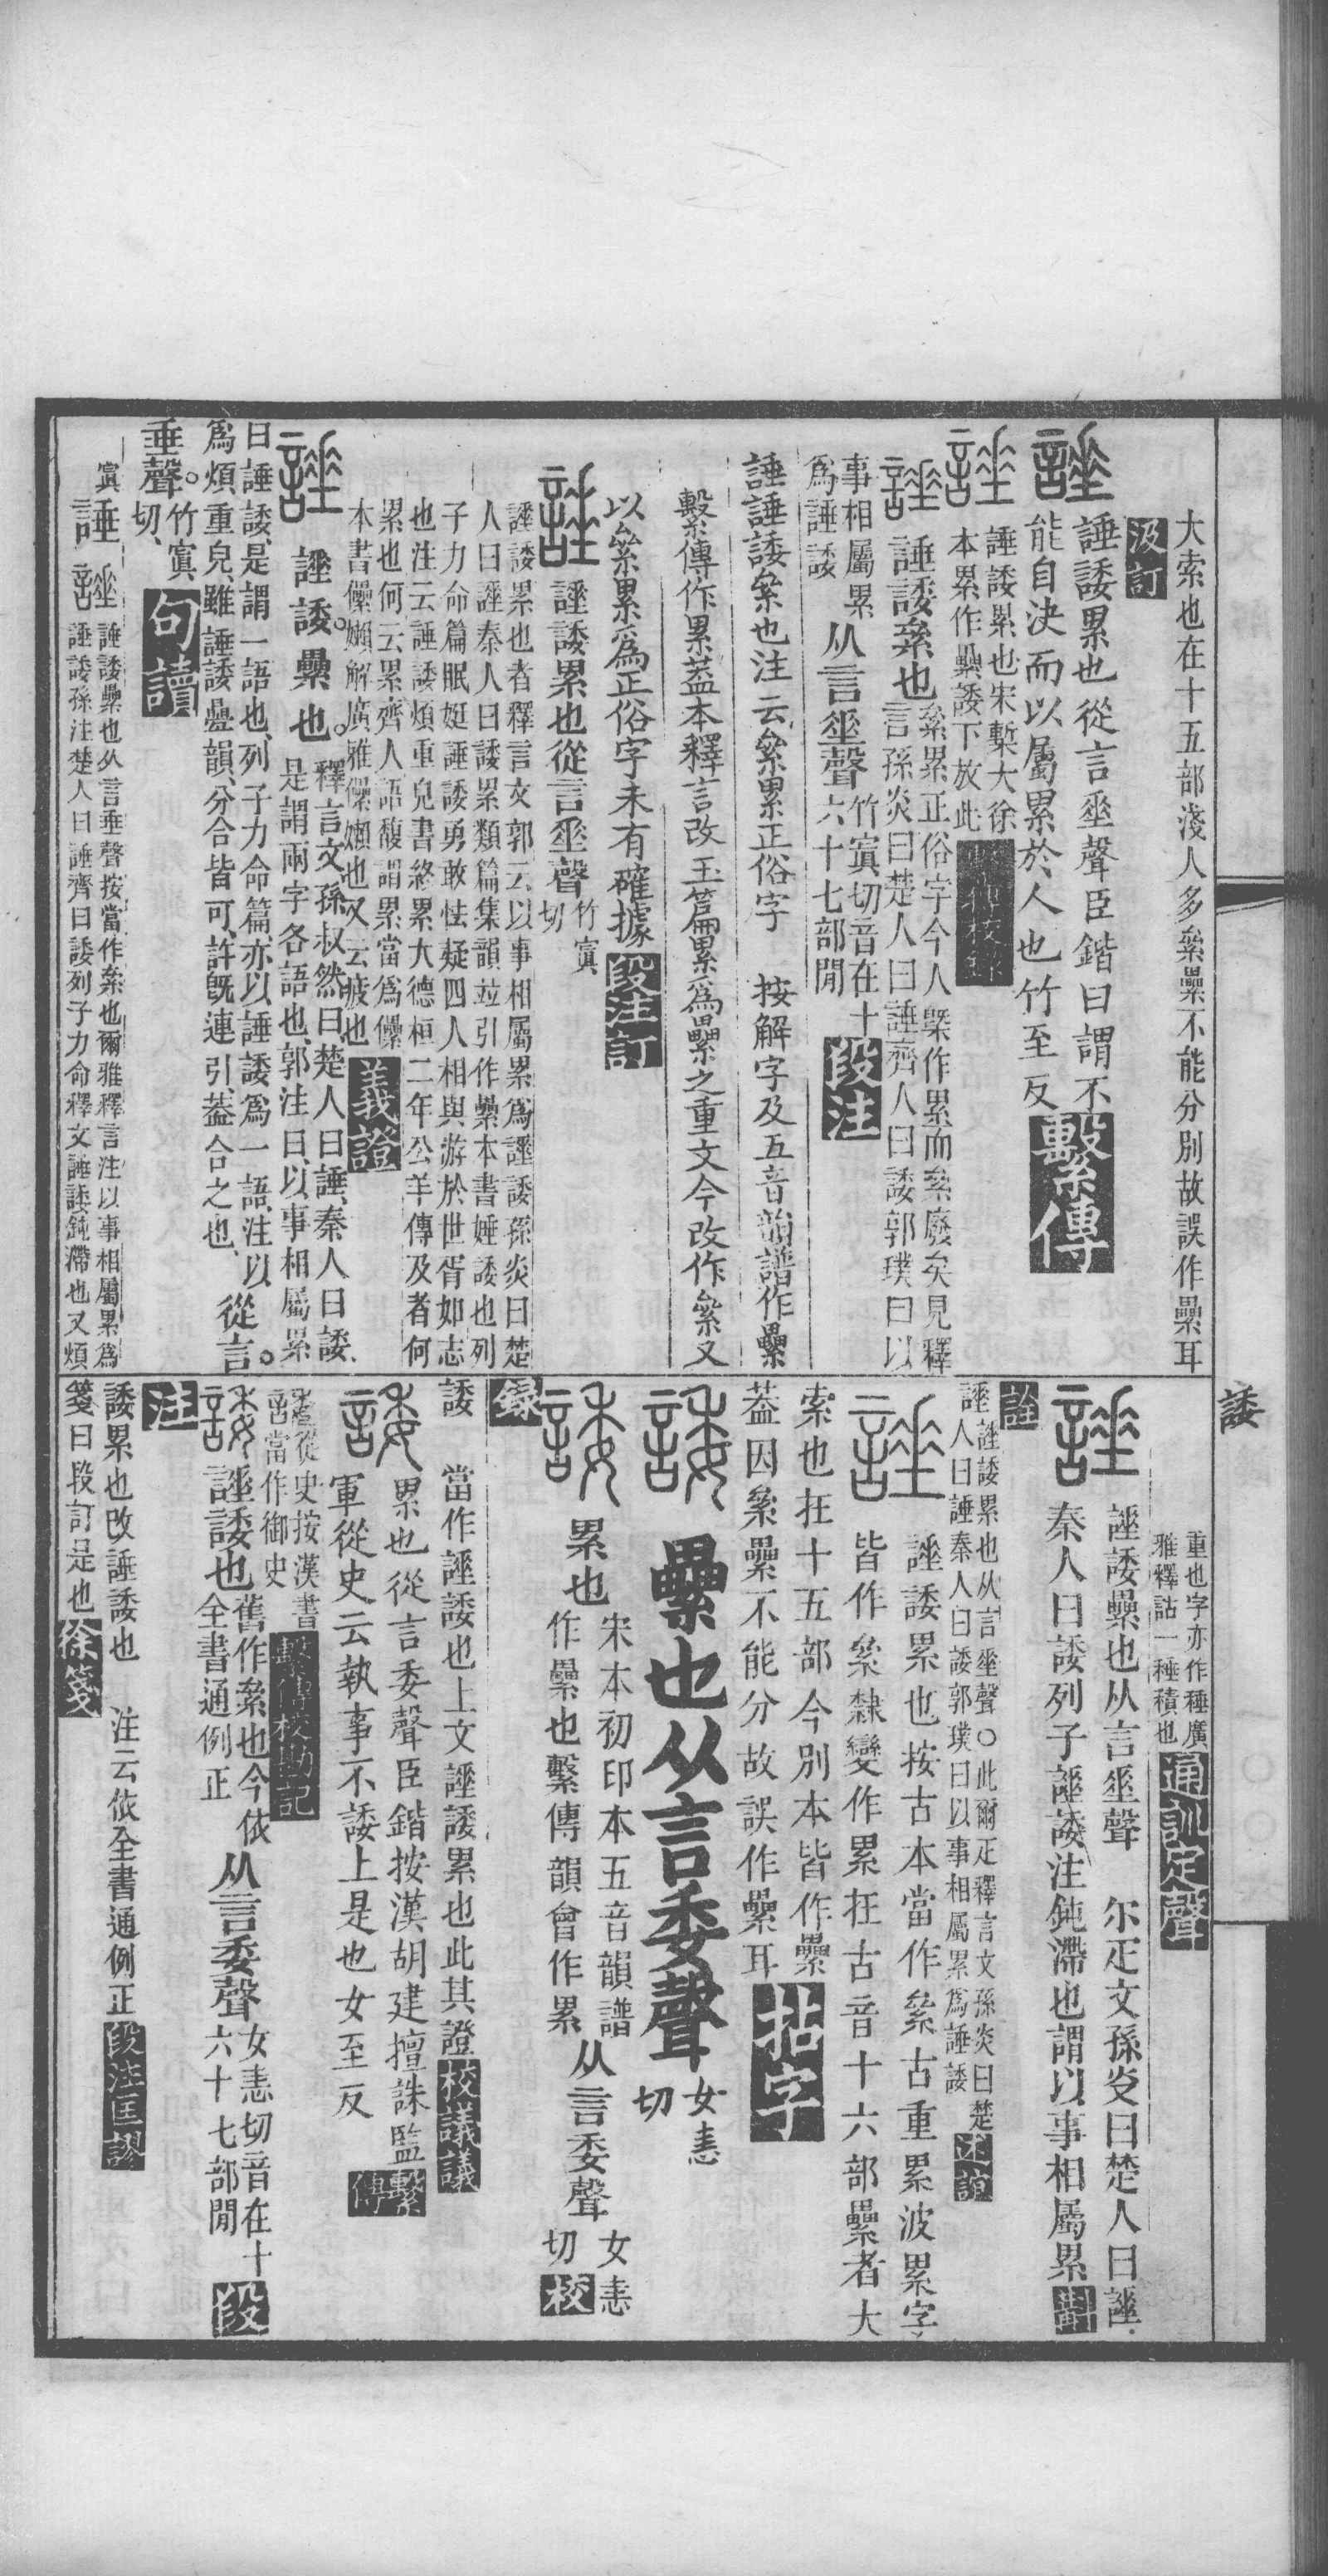 大索也在十五部淺人多絫纍不能分別故誤作纍耳
汲訂
諈諉累也從言𡍮聲臣鍇曰謂不
能自決而以屬累於人也竹至反
繫傳
諈諉累也宋槧大徐
本累作纍諉下放此
諈諉絫也
絫累正俗字今人槩作累而絫廢矣見釋
言孫炎曰楚人曰諈齊人曰諉郭璞曰以
事相屬累
爲諈諉
从言𡍮聲
竹寘切音在十
六十七部閒
段注
諈諈諉絫也注云絫累正俗字 按解字及五音韻譜作纍
繫傳作累葢本釋言改玉篇累爲纍之重文今改作絫又
以絫累爲正俗字未有確據
段注訂
諈諉累也從言𡍮聲
竹寘
切
諈諉累也者釋言文郭云以事相屬累爲諈諉孫炎曰楚
人曰諈秦人曰諉累類篇集韻竝引作纍本書婑諉也列
子力命篇眠娗諈諉勇敢怯疑四人相與游於世胥如志
也注云諈諉煩重皃書終累大德桓二年公羊傳及者何
累也何云累齊人語馥謂累當爲儽
本書儽嬾解廣雅儽嬾也又云疲也
義證
諈諉纍也
釋言文孫叔然曰楚人曰諈秦人曰諉
是謂兩字各語也郭注曰以事相屬累
曰諈諉是謂一語也列子力命篇亦以諈諉爲一語注以
爲煩重皃雖諈諉疊韻分合皆可許旣連引葢合之也
從言
垂聲
竹寘
切
句讀
寘
諈
諈諉纍也从言垂聲按當作絫也爾雅釋言注以事相屬累爲
諈諉孫注楚人曰諈齊曰諉列子力命釋文諈諉鈍滯也又煩
重也字亦作種廣
雅釋詁一種積也
通訓定聲
諈諉纍也从言𡍮聲 尔疋文孫炎曰楚人曰諈
秦人曰諉列子諈諉注鈍滯也謂以事相屬累
斠
詮
諈諈諉累也从言𡍮聲○此爾疋釋言文孫炎曰楚
人曰諈秦人曰諉郭璞曰以事相屬累爲諈諉
述誼
諈諉累也按古本當作絫古重累波累字
皆作絫隸變作累在古音十六部纍者大
索也在十五部今別本皆作纍
葢因絫纍不能分故誤作纍耳
拈字
諉
纍也从言委聲
女恚
切
累也
宋本初印本五音韻譜
作纍也繫傳韻會作累
从言委聲
女恚
切
校
錄
諉 當作諈諉也上文諈諉累也此其證
校議議
累也從言委聲臣鍇按漢胡建擅誅監
軍從史云執事不諉上是也女至反
繫傳
監從史按漢書
當作御史
繫傳校勘記
諈諉也
舊作絫也今依
全書通例正
从言委聲
女恚切音在十
六十七部閒
段
注
諉累也改諈諉也 注云依全書通例正
段注匡謬
箋曰段訂是也
徐箋
諉